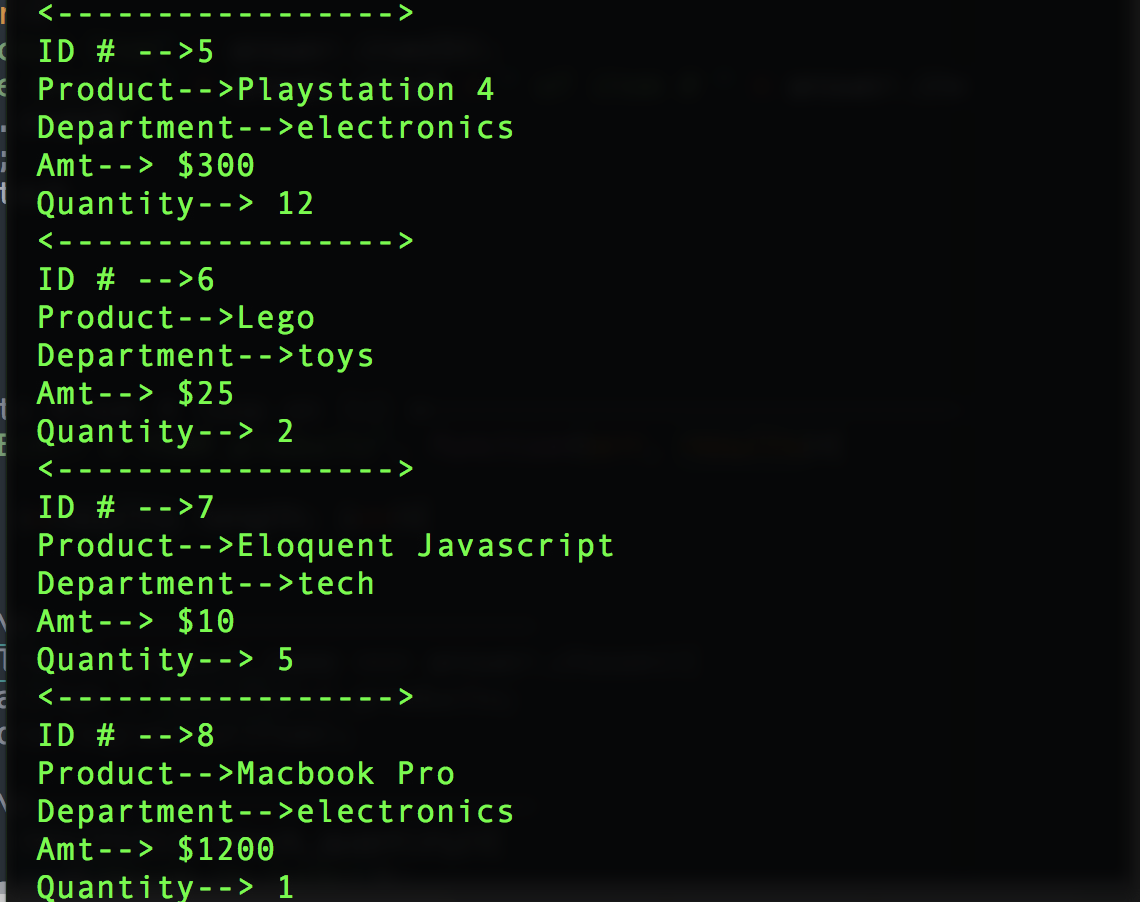 <----------------->
ID # -->5
Product-->Playstation 4
Department-->electronics
Amt--> $300
Quantity--> 12
<----------------->
ID # -->6
Product-->Lego
Department-->toys
Amt--> $25
Quantity--> 2
<----------------->
ID # -->7
Product-->Eloquent Javascript
Department-->tech
Amt--> $10
Quantity--> 5
<----------------->
ID # -->8
Product-->Macbook Pro
Department-->electronics
Amt--> $1200
Quantity--> 1